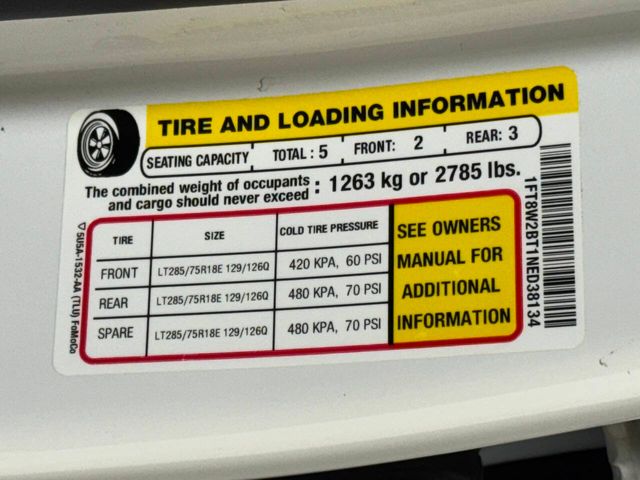 TIRE AND LOADING INFORMATION
SEATING CAPACITY TOTAL : 5 FRONT: 2 REAR: 3
The combined weight of occupants and cargo should never exceed : 1263 kg or 2785 lbs.
TIRE SIZE COLD TIRE PRESSURE
FRONT LT285/75R18E 129/126Q 420 KPA, 60 PSI
REAR LT285/75R18E 129/126Q 480 KPA, 70 PSI
SPARE LT285/75R18E 129/126Q 480 KPA, 70 PSI
SEE OWNERS
MANUAL FOR
ADDITIONAL
INFORMATION
1FT8W2BT1NED38134
5U5A-1532-AA (TLU) FoMoCo